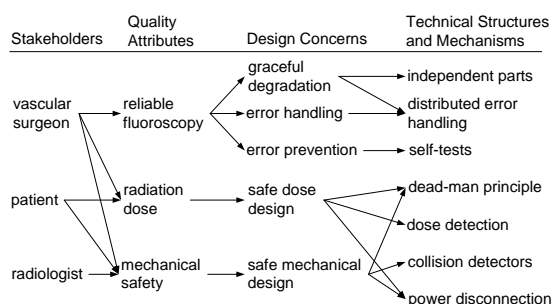 Stakeholders
Quality
Attributes
Design Concerns
Technical Structures
and Mechanisms
vascular
surgeon
reliable
fluoroscopy
graceful
degradation
independent parts
error handling
distributed error
handling
error prevention
self-tests
patient
radiation
dose
safe dose
design
dead-man principle
dose detection
radiologist
mechanical
safety
safe mechanical
design
collision detectors
power disconnection